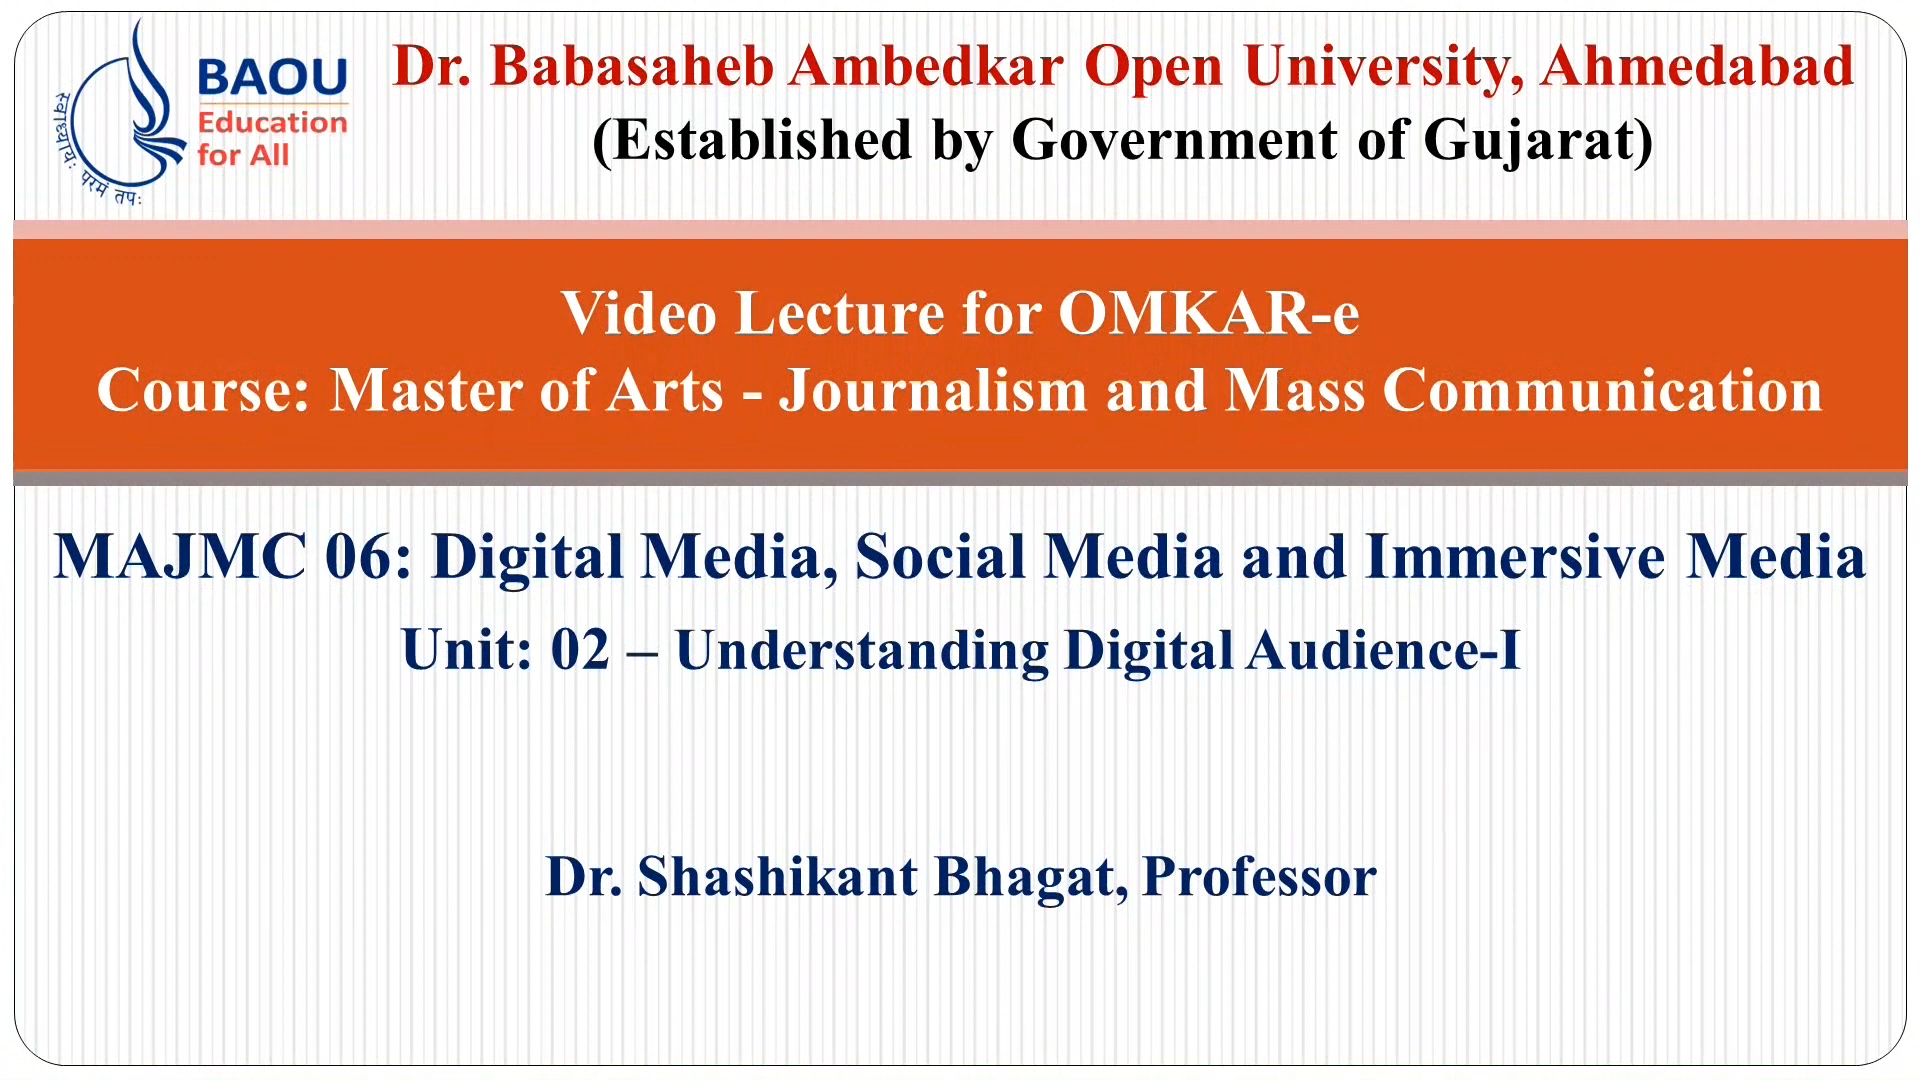 BAOU
Education
for All
स्वाध्यायः परमं तपः
Dr. Babasaheb Ambedkar Open University, Ahmedabad
(Established by Government of Gujarat)
Video Lecture for OMKAR-e
Course: Master of Arts - Journalism and Mass Communication
MAJMC 06: Digital Media, Social Media and Immersive Media
Unit: 02 – Understanding Digital Audience-I
Dr. Shashikant Bhagat, Professor